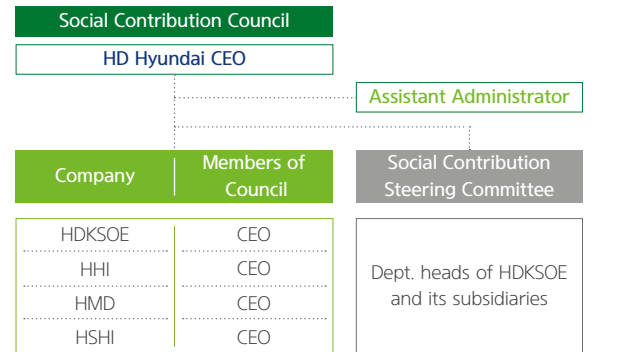 Social Contribution Council
HD Hyundai CEO
Assistant Administrator
Company
Members of
Council
Social Contribution
Steering Committee
HDKSOE CEO
HHI CEO
HMD CEO
HSHI CEO
Dept. heads of HDKSOE
and its subsidiaries